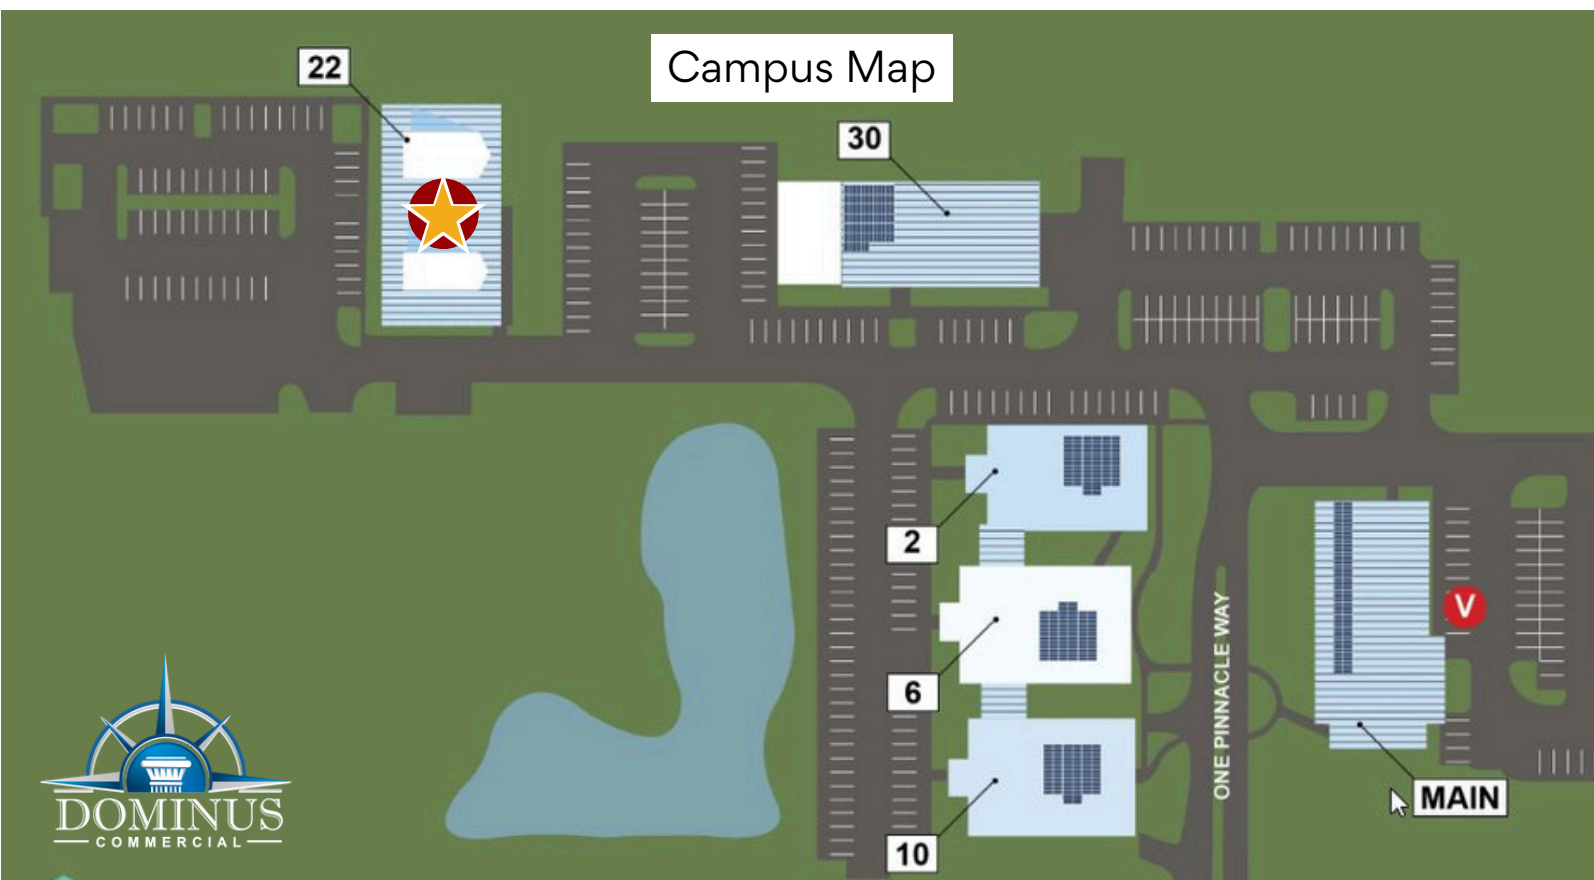 Campus Map
22
30
2
6
ONE PINNACLE WAY
V
10
MAIN
DOMINUS
COMMERCIAL